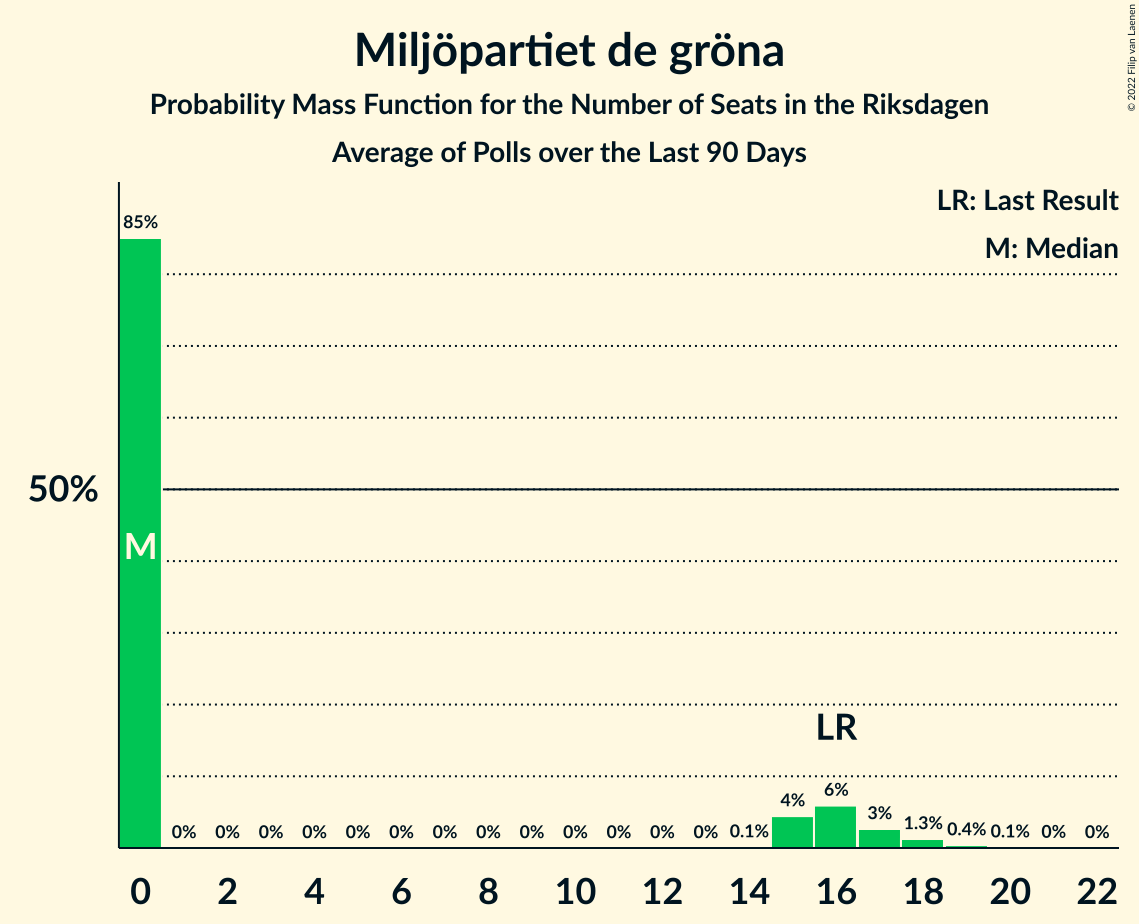 © 2022 Filip van Laenen
Miljöpartiet de gröna
Probability Mass Function for the Number of Seats in the Riksdagen
Average of Polls over the Last 90 Days
LR: Last Result
M: Median
85%
50%
M
LR
0% 0% 0% 0% 0% 0% 0% 0% 0% 0% 0% 0% 0% 0.1% 4% 6% 3% 1.3% 0.4% 0.1% 0% 0%
0 2 4 6 8 10 12 14 16 18 20 22